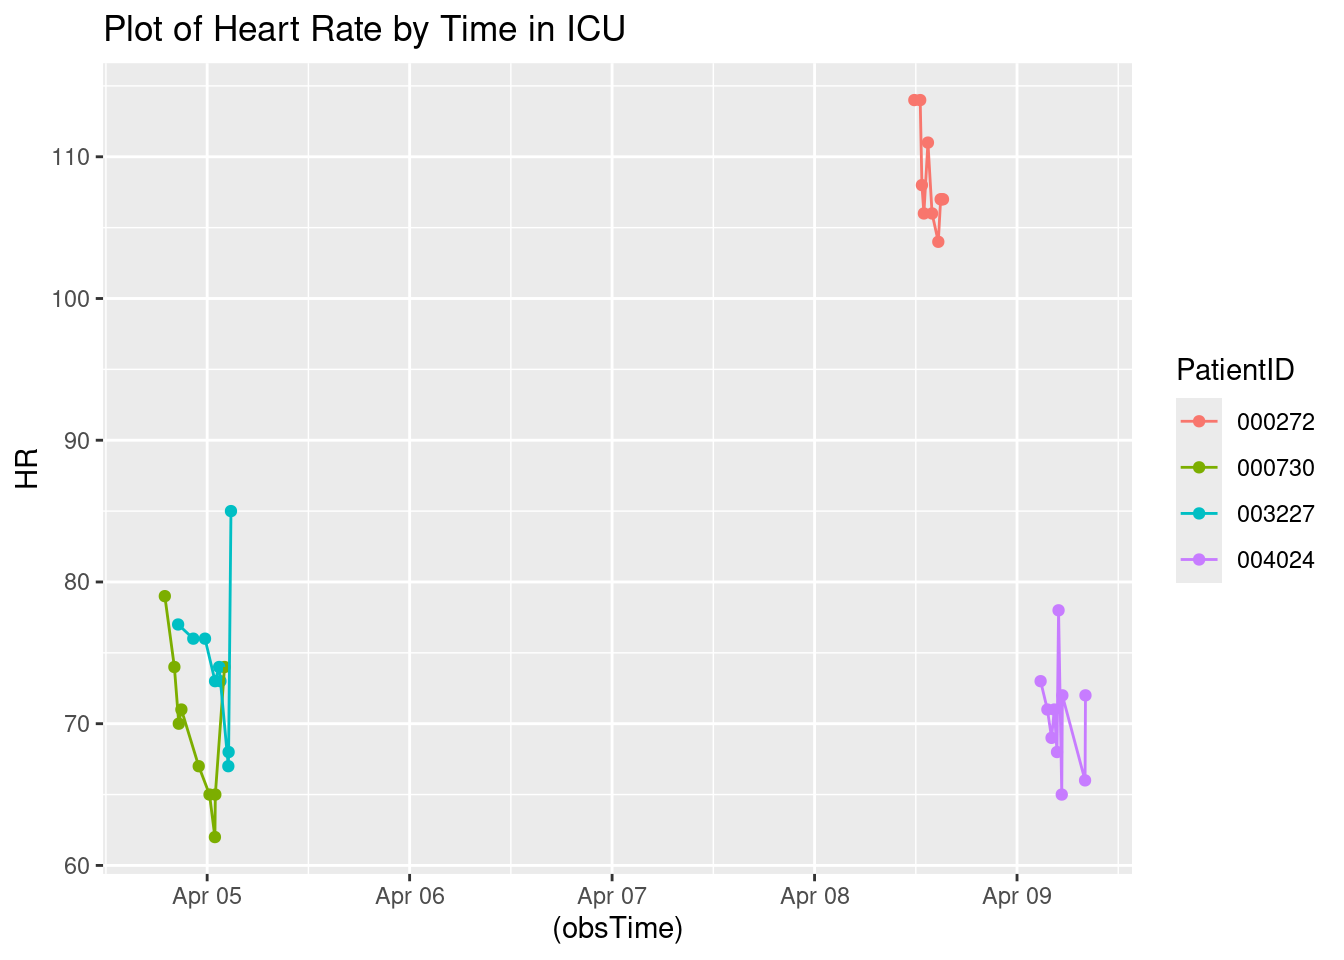 Plot of Heart Rate by Time in ICU
110
100
90
80
70
60
HR
Apr 05
Apr 06
Apr 07
Apr 08
Apr 09
(obsTime)
PatientID
000272
000730
003227
004024